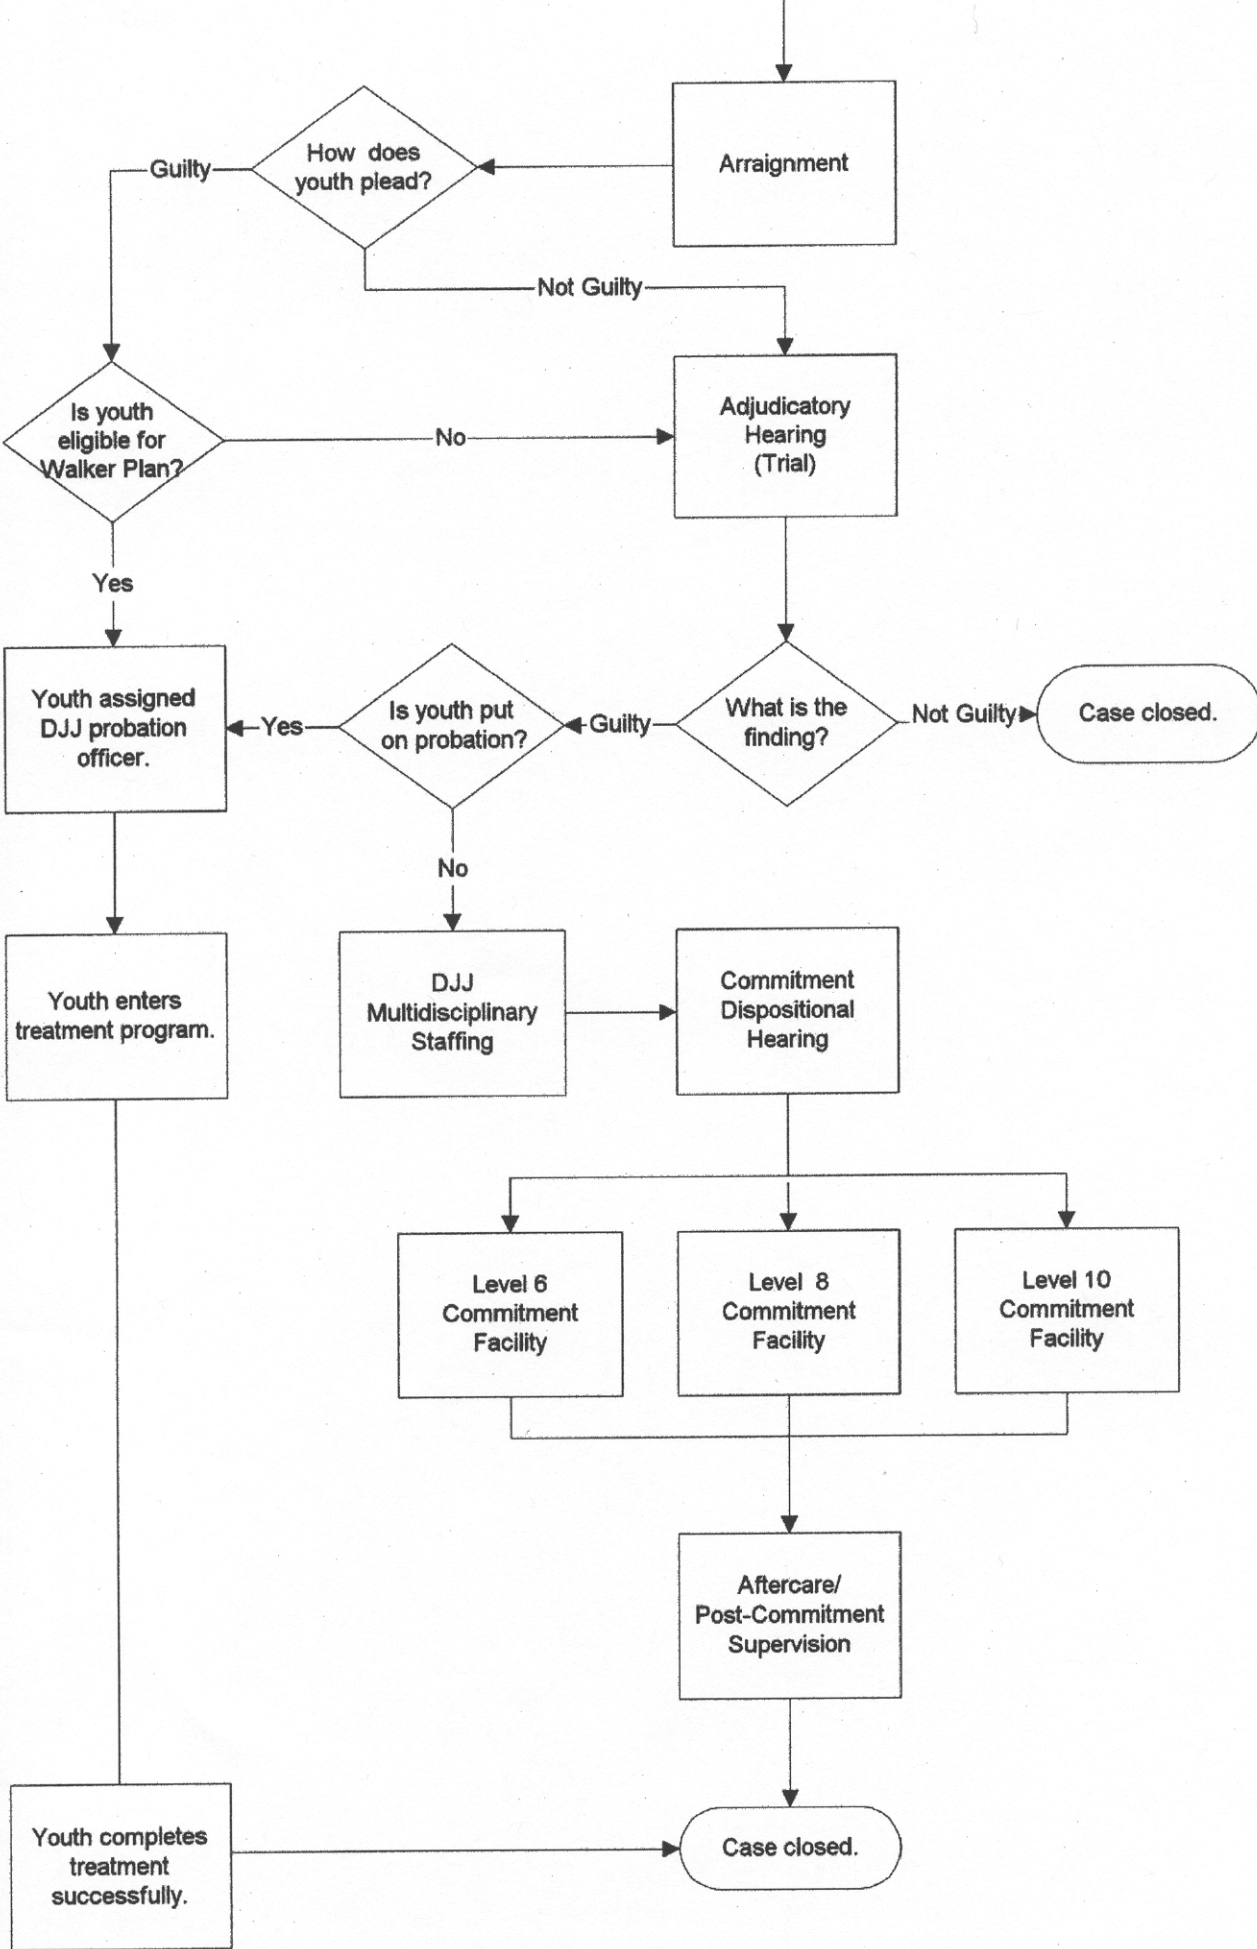 Arraignment
How does
youth plead?
Guilty
Not Guilty
Is youth
eligible for
Walker Plan?
No
Adjudicatory
Hearing
(Trial)
Yes
Youth assigned
DJJ probation
officer.
Yes
Is youth put
on probation?
Guilty
What is the
finding?
Not Guilty
Case closed.
No
Youth enters
treatment program.
DJJ
Multidisciplinary
Staffing
Commitment
Dispositional
Hearing
Level 6
Commitment
Facility
Level 8
Commitment
Facility
Level 10
Commitment
Facility
Aftercare/
Post-Commitment
Supervision
Youth completes
treatment
successfully.
Case closed.